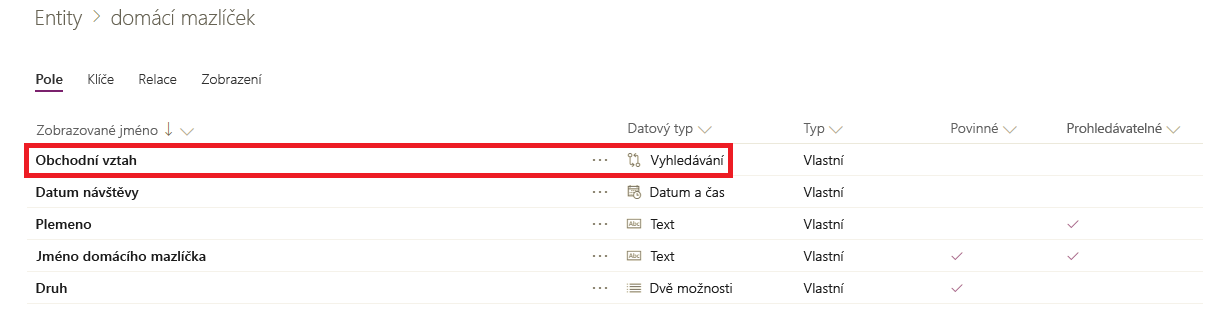 Entity > domácí mazlíček
Pole Klíče Relace Zobrazení
Zobrazované jméno ↓ Datový typ Typ Povinné Prohledávatelné
Obchodní vztah ··· Vyhledávání Vlastní
Datum návštěvy ··· Datum a čas Vlastní
Plemeno ··· Abc Text Vlastní ✓
Jméno domácího mazlíčka ··· Abc Text Vlastní ✓ ✓
Druh ··· Dvě možnosti Vlastní ✓